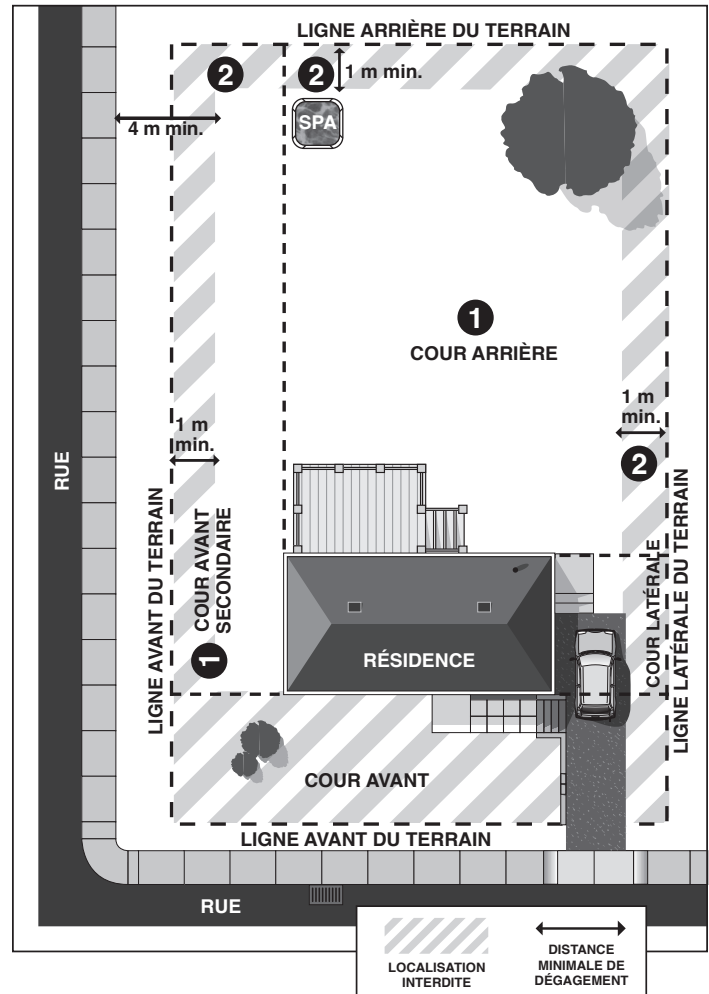 LIGNE ARRIÈRE DU TERRAIN
2
2
1 m min.
SPA
4 m min.
1
COUR ARRIÈRE
1 m
min.
1 m
min.
2
RUE
LIGNE AVANT DU TERRAIN
COUR AVANT
SECONDAIRE
1
COUR LATÉRALE
LIGNE LATÉRALE DU TERRAIN
RÉSIDENCE
COUR AVANT
LIGNE AVANT DU TERRAIN
RUE
LOCALISATION
INTERDITE
DISTANCE
MINIMALE DE
DÉGAGEMENT